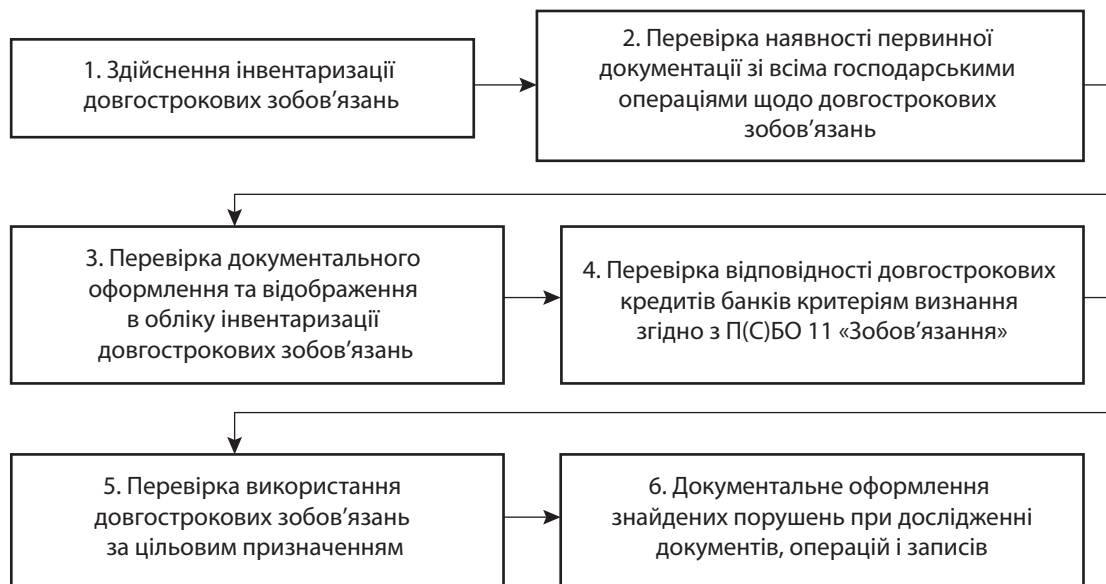 1. Здійснення інвентаризації
довгострокових зобов’язань
2. Перевірка наявності первинної
документації зі всіма господарськими
операціями щодо довгострокових
зобов’язань
3. Перевірка документального
оформлення та відображення
в обліку інвентаризації
довгострокових зобов’язань
4. Перевірка відповідності довгострокових
кредитів банків критеріям визнання
згідно з П(С)БО 11 «Зобов’язання»
5. Перевірка використання
довгострокових зобов’язань
за цільовим призначенням
6. Документальне оформлення
знайдених порушень при дослідженні
документів, операцій і записів